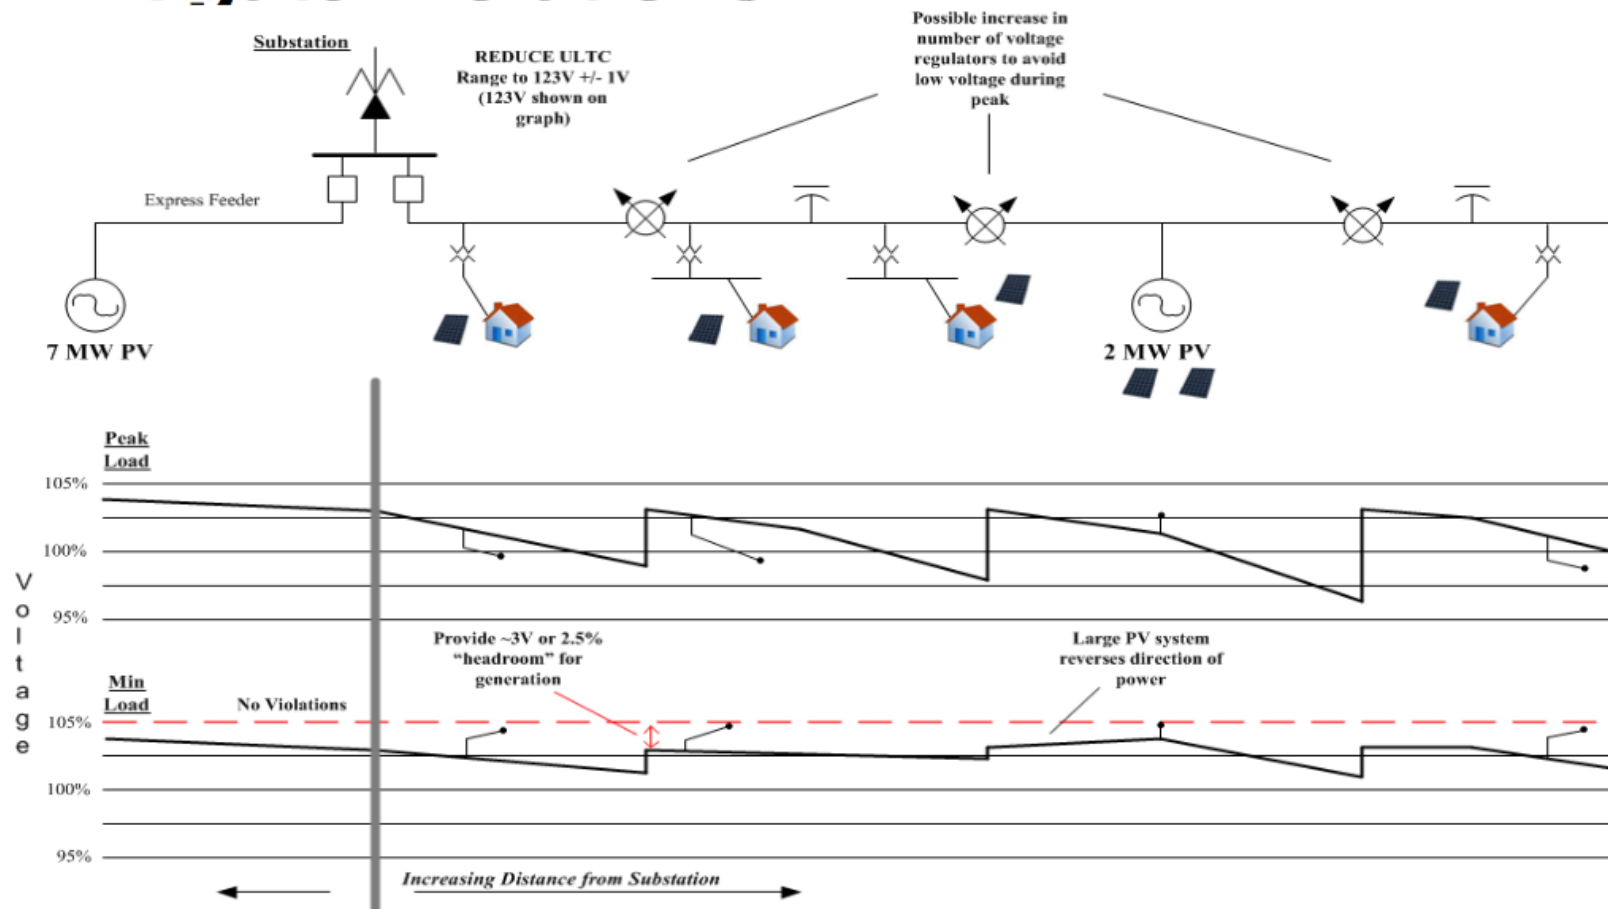 Substation
REDUCE ULTC
Range to 123V +/- 1V
(123V shown on
graph)
Possible increase in
number of voltage
regulators to avoid
low voltage during
peak
Express Feeder
7 MW PV
2 MW PV
Peak
Load
105%
100%
95%
Voltage
Provide ~3V or 2.5%
“headroom” for
generation
Large PV system
reverses direction of
power
Min
Load
No Violations
105%
100%
95%
Increasing Distance from Substation